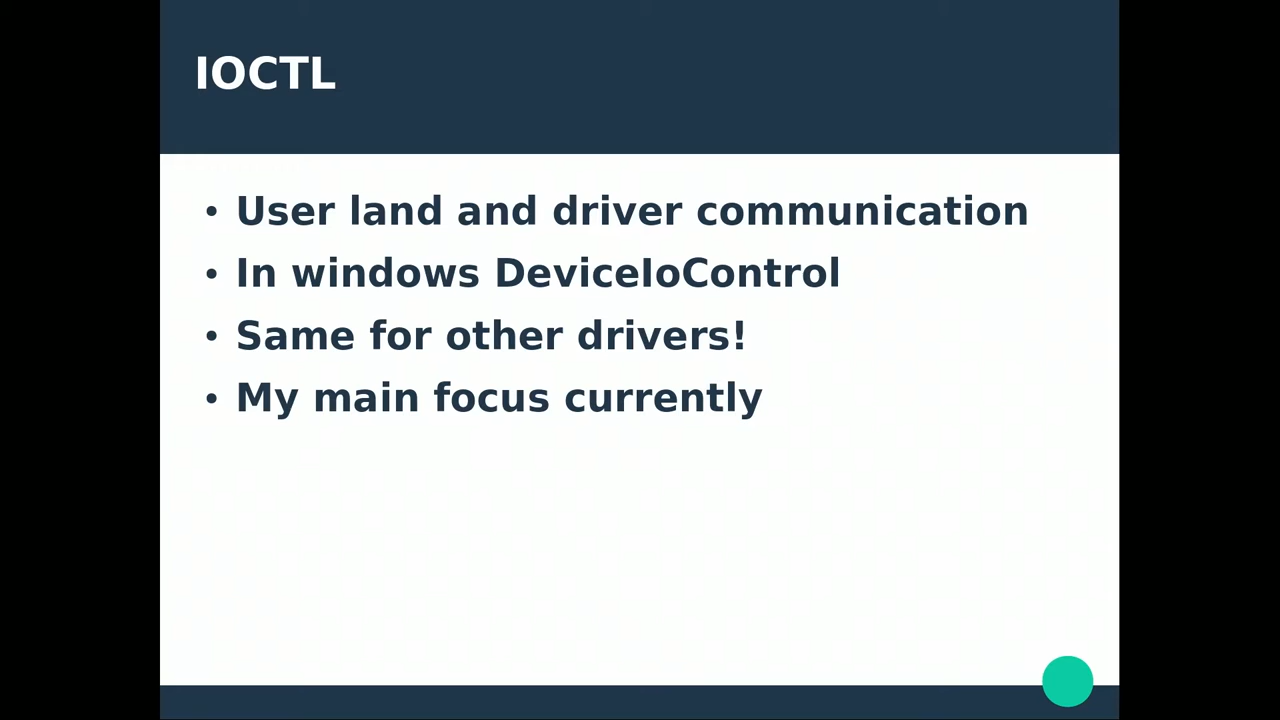 IOCTL
• User land and driver communication
• In windows DeviceIoControl
• Same for other drivers!
• My main focus currently